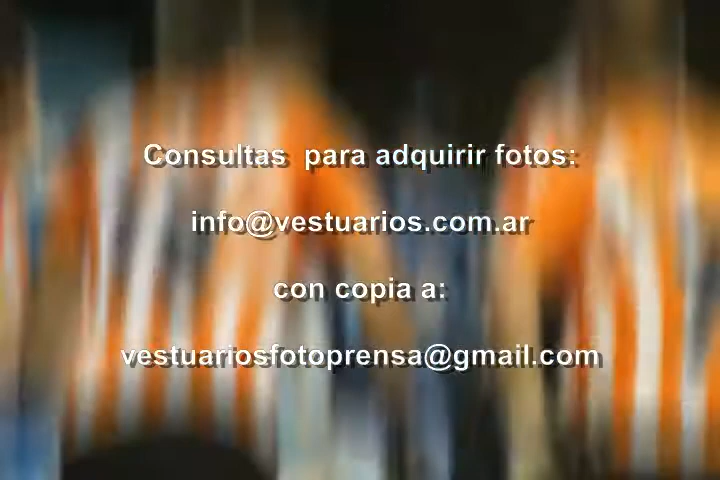 Consultas para adquirir fotos:
info@vestuarios.com.ar
con copia a:
vestuariosfotoprensa@gmail.com